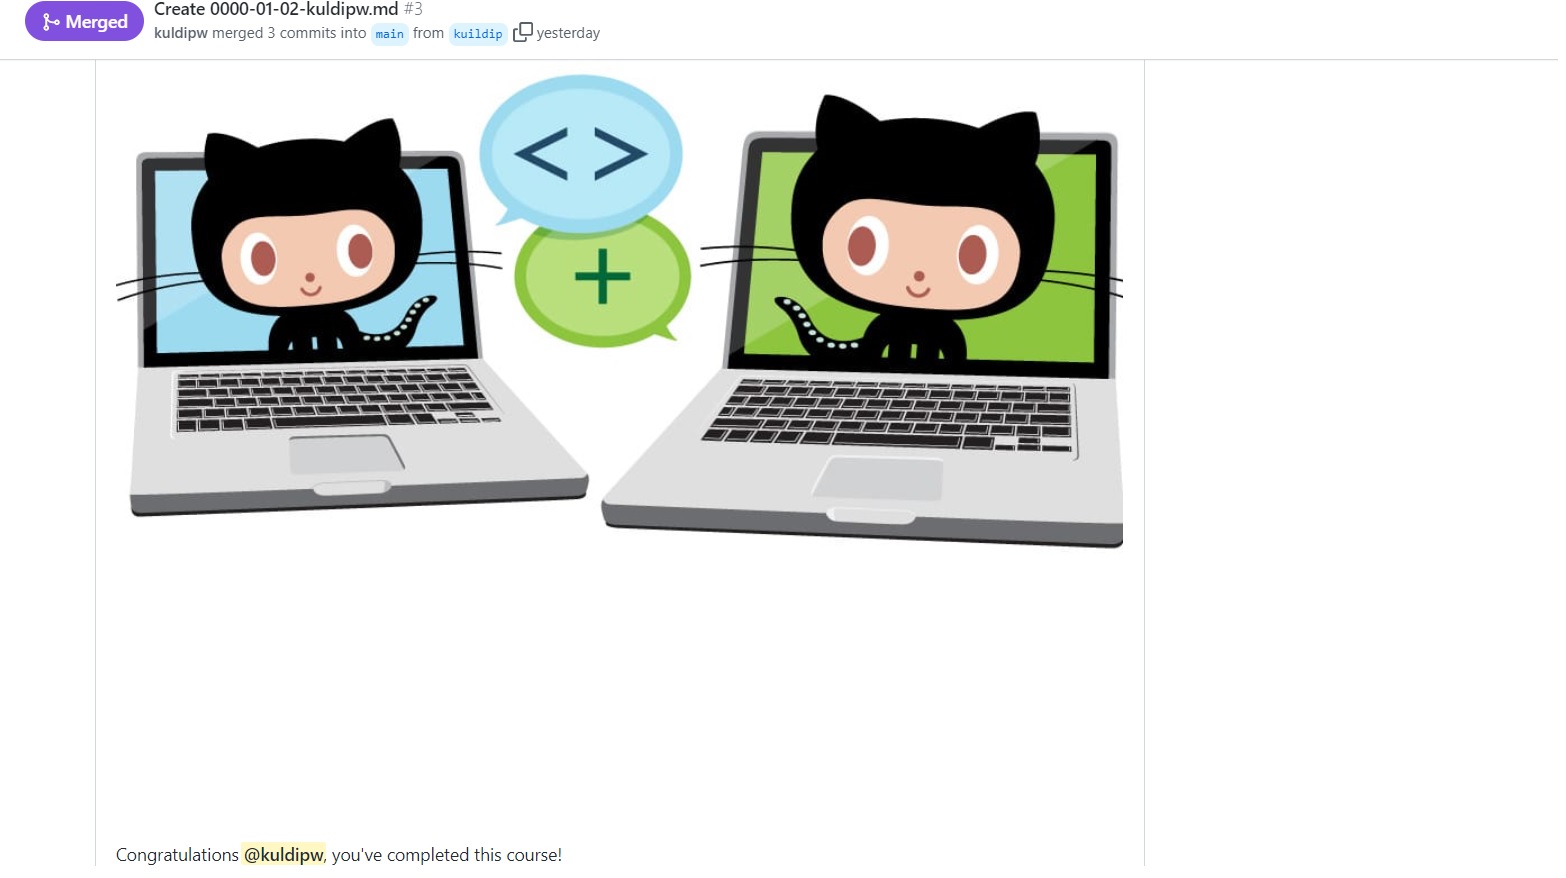 Merged
Create 0000-01-02-kuldipw.md #3
kuldipw merged 3 commits into main from kuildip yesterday
< >
+
Congratulations @kuldipw, you've completed this course!